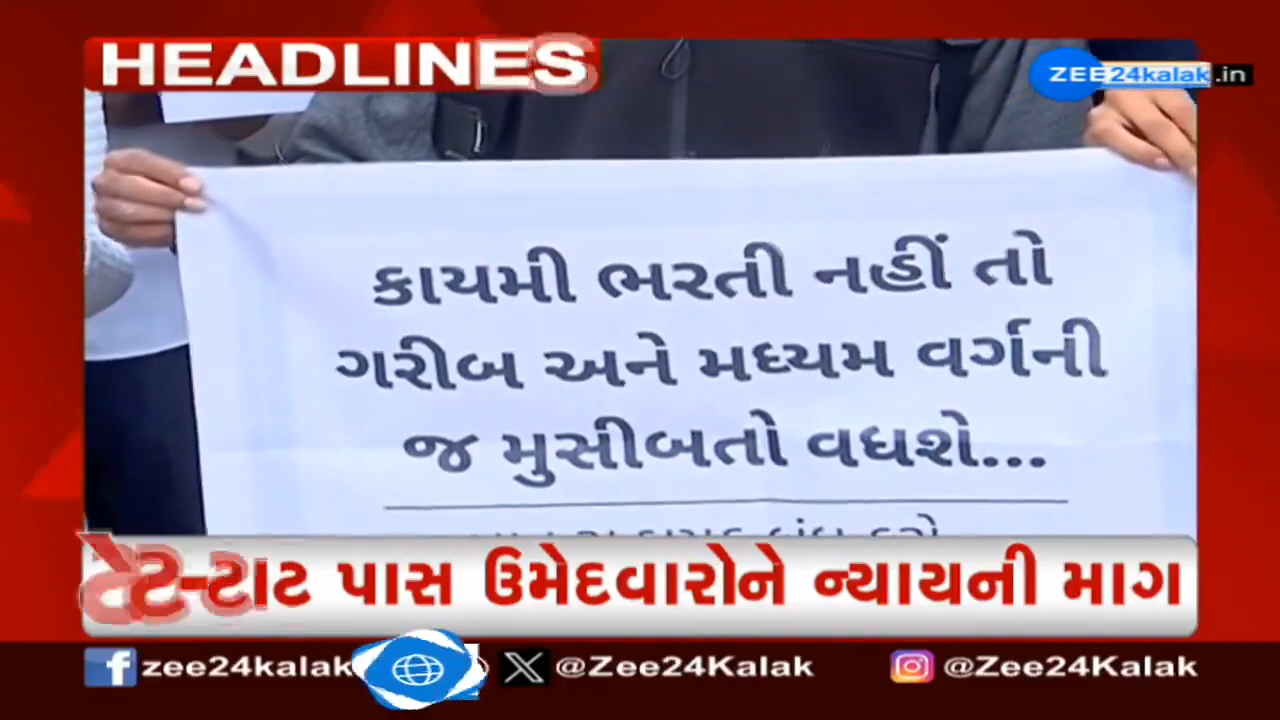 HEADLINES
ZEE24kalak.in
કાયમી ભરતી નહીં તો
ગરીબ અને મધ્યમ વર્ગની
જ મુસીબતો વધશે...
ટેટ-ટાટ પાસ ઉમેદવારોને ન્યાયની માગ
zee24kalak
@Zee24Kalak
@Zee24Kalak